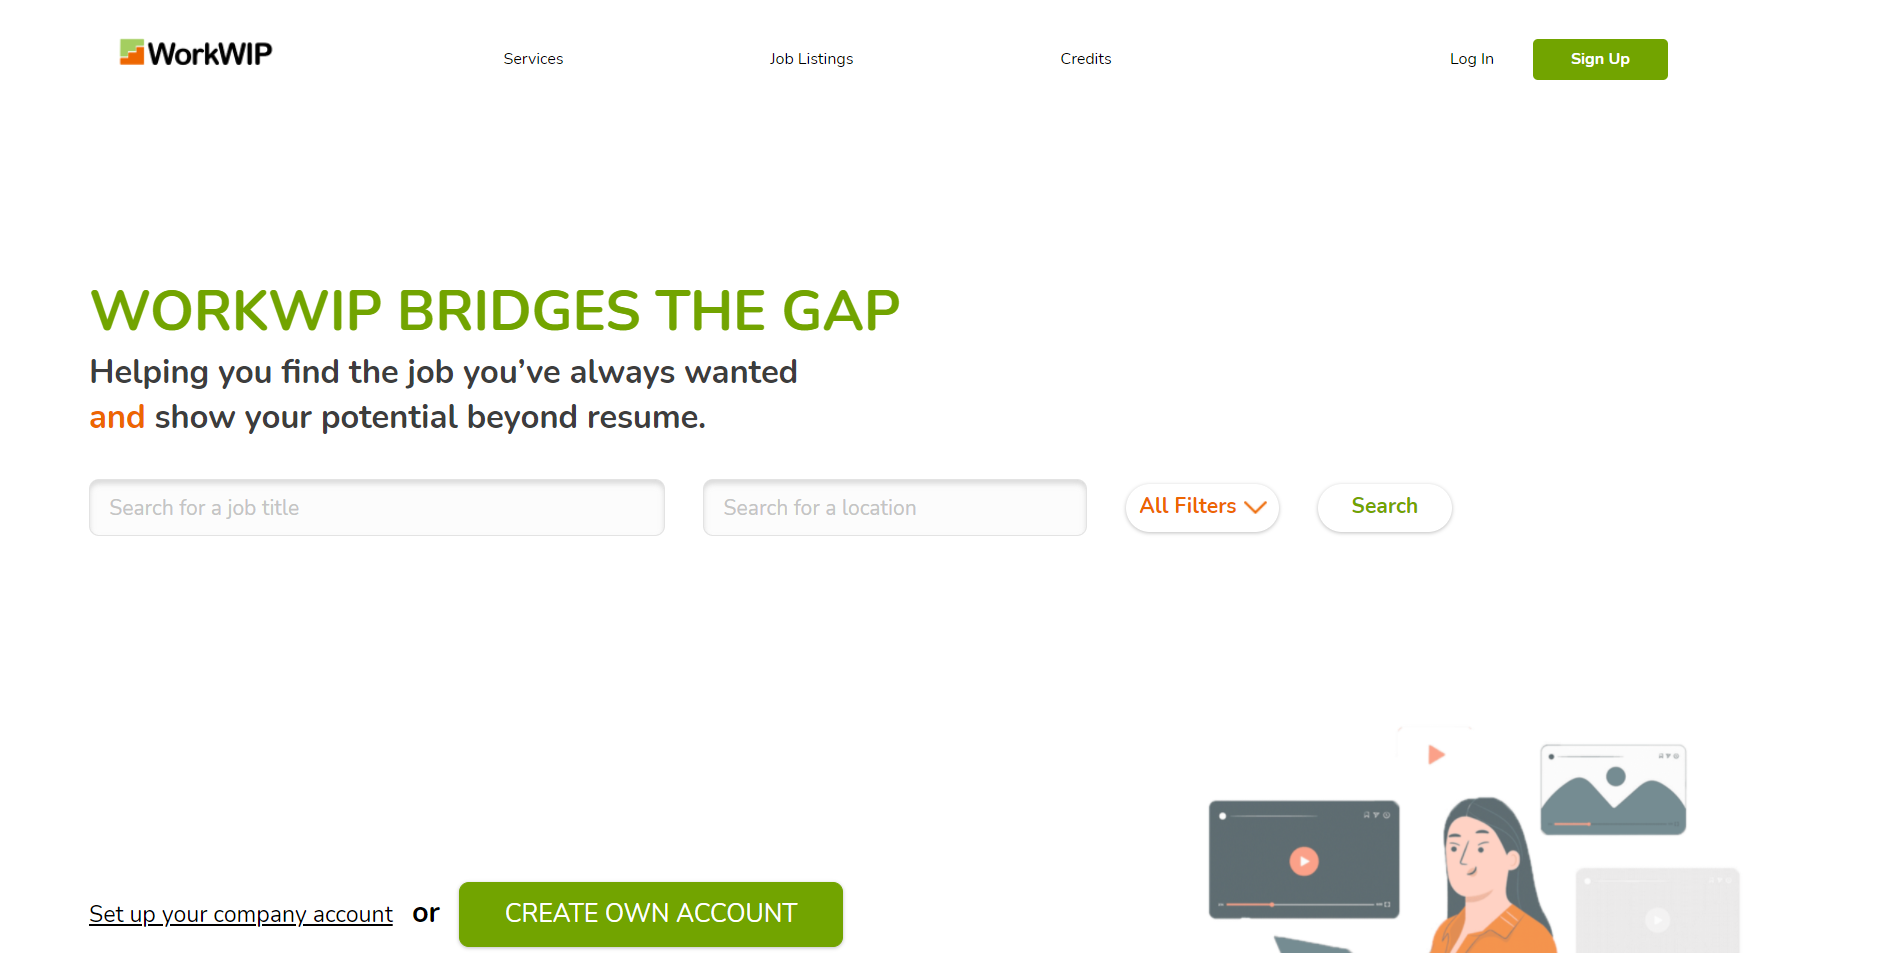 WorkWIP
Services
Job Listings
Credits
Log In
Sign Up
WORKWIP BRIDGES THE GAP
Helping you find the job you’ve always wanted
and show your potential beyond resume.
Search for a job title
Search for a location
All Filters
Search
Set up your company account or CREATE OWN ACCOUNT